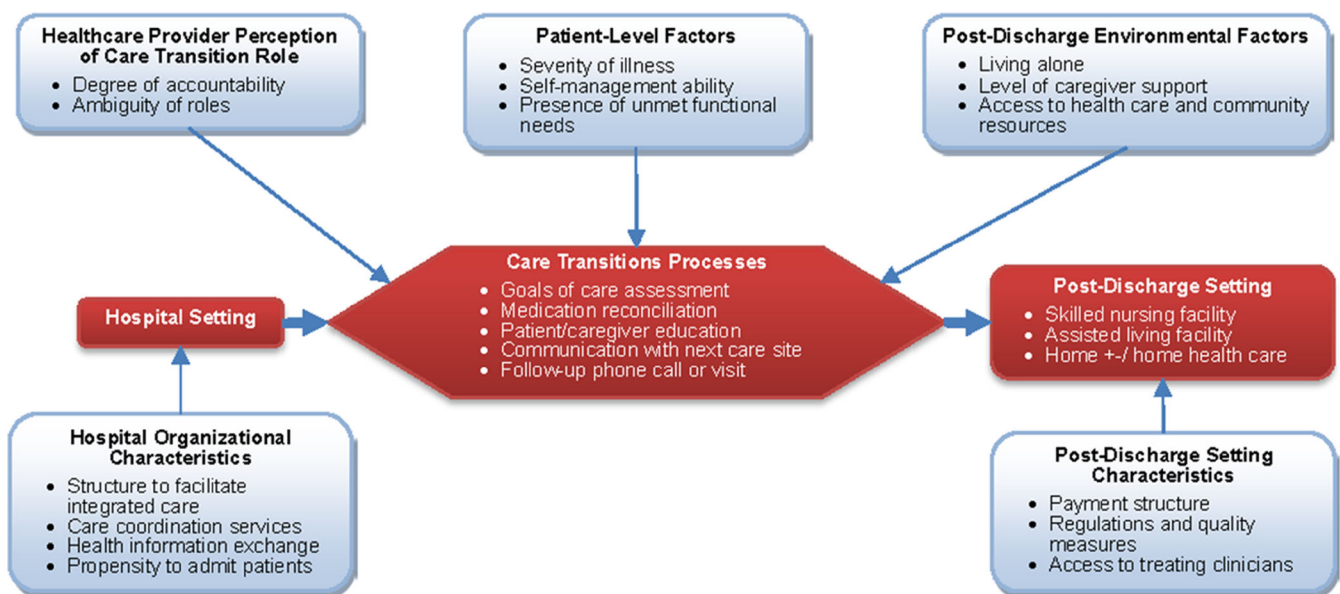 Healthcare Provider Perception
of Care Transition Role
• Degree of accountability
• Ambiguity of roles
Patient-Level Factors
• Severity of illness
• Self-management ability
• Presence of unmet functional
needs
Post-Discharge Environmental Factors
• Living alone
• Level of caregiver support
• Access to health care and community
resources
Hospital Setting
Care Transitions Processes
• Goals of care assessment
• Medication reconciliation
• Patient/caregiver education
• Communication with next care site
• Follow-up phone call or visit
Post-Discharge Setting
• Skilled nursing facility
• Assisted living facility
• Home +-/ home health care
Hospital Organizational
Characteristics
• Structure to facilitate
integrated care
• Care coordination services
• Health information exchange
• Propensity to admit patients
Post-Discharge Setting
Characteristics
• Payment structure
• Regulations and quality
measures
• Access to treating clinicians